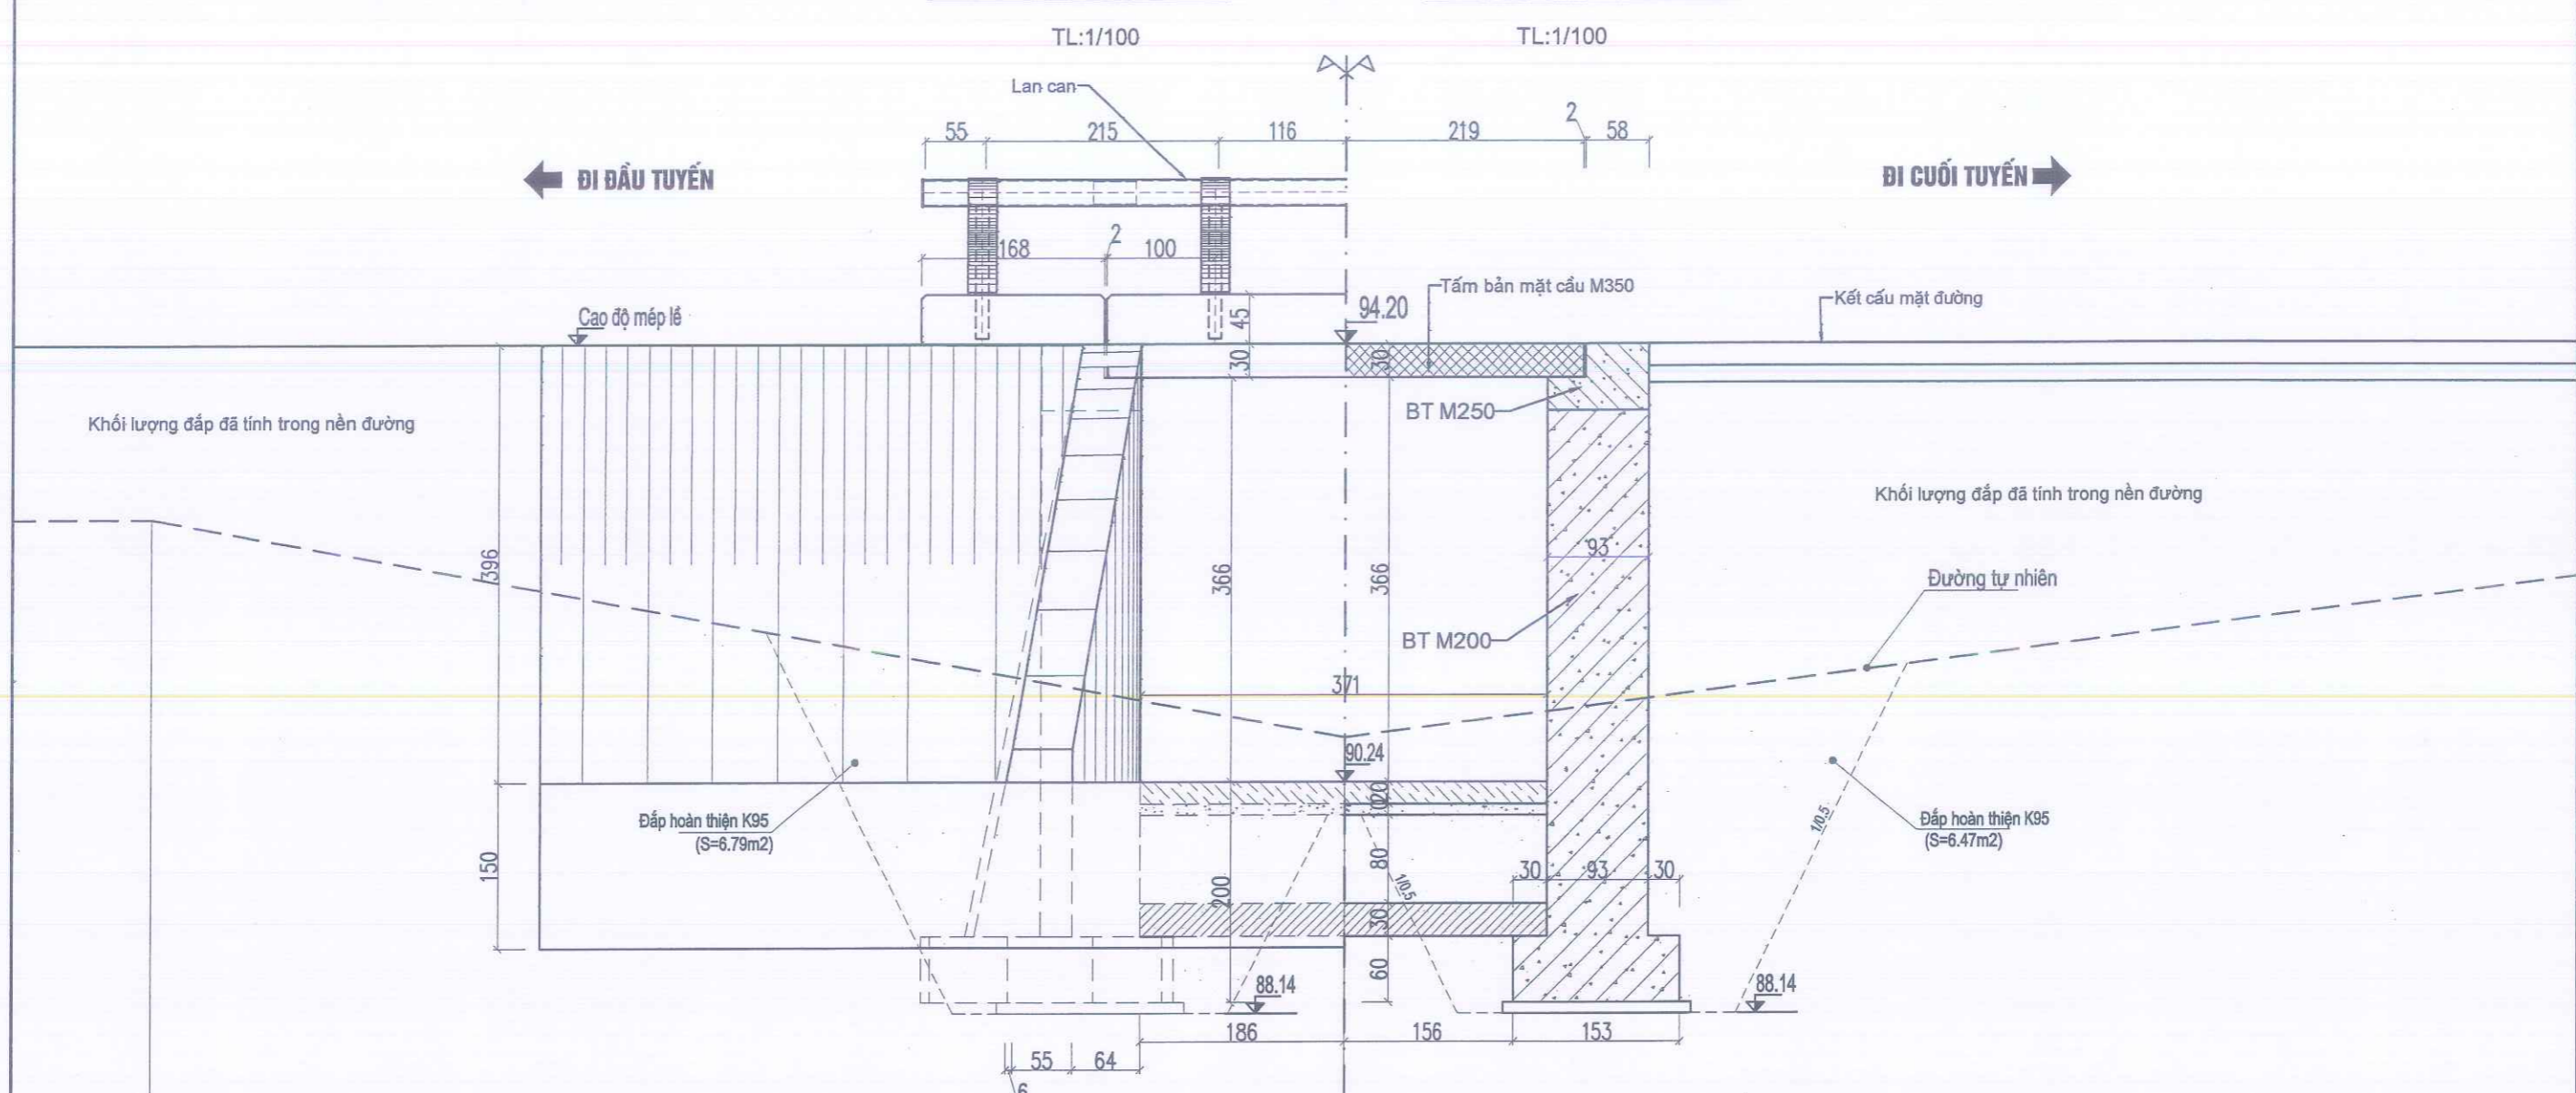 TL:1/100
TL:1/100
Lan can
55
215
116
219
2
58
ĐI ĐẦU TUYẾN
ĐI CUỐI TUYẾN
168
2
100
Tấm bản mặt cầu M350
Kết cấu mặt đường
Cao độ mép lề
45
94.20
30
30
BT M250
Khối lượng đắp đã tính trong nền đường
Khối lượng đắp đã tính trong nền đường
396
366
366
93
Đường tự nhiên
BT M200
371
90.24
20
10
Đắp hoàn thiện K95
(S=6.79m2)
Đắp hoàn thiện K95
(S=6.47m2)
1/0,5
150
200
80
1/0,5
30
93
30
30
60
88.14
88.14
186
156
153
55
64
6